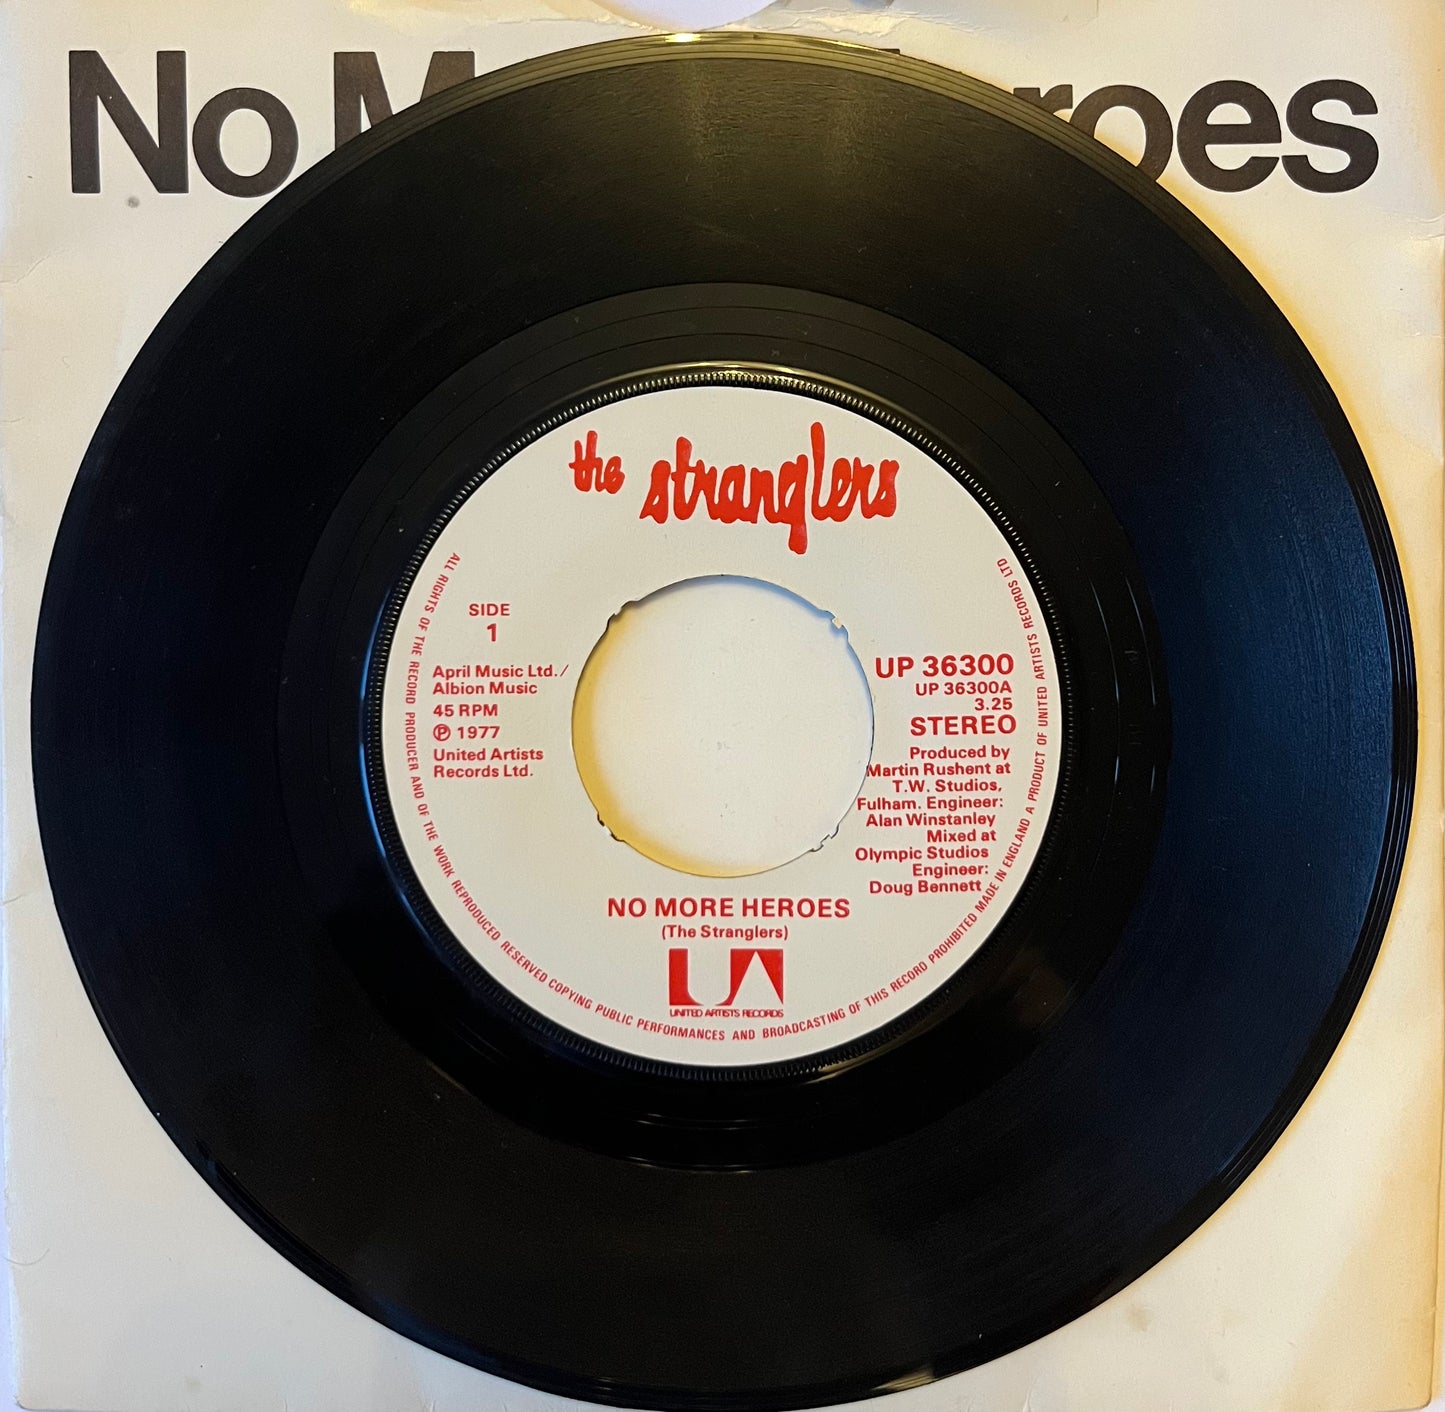 No M roes
the stranglers
SIDE
1
April Music Ltd./
Albion Music
45 RPM
℗ 1977
United Artists
Records Ltd.
UP 36300
UP 36300A
3.25
STEREO
Produced by
Martin Rushent at
T.W. Studios,
Fulham. Engineer:
Alan Winstanley
Mixed at
Olympic Studios
Engineer:
Doug Bennett
NO MORE HEROES
(The Stranglers)
UA
UNITED ARTISTS RECORDS
ALL RIGHTS OF THE RECORD PRODUCER AND OF THE WORK REPRODUCED RESERVED COPYING PUBLIC PERFORMANCES AND BROADCASTING OF THIS RECORD PROHIBITED MADE IN ENGLAND A PRODUCT OF UNITED ARTISTS RECORDS LTD